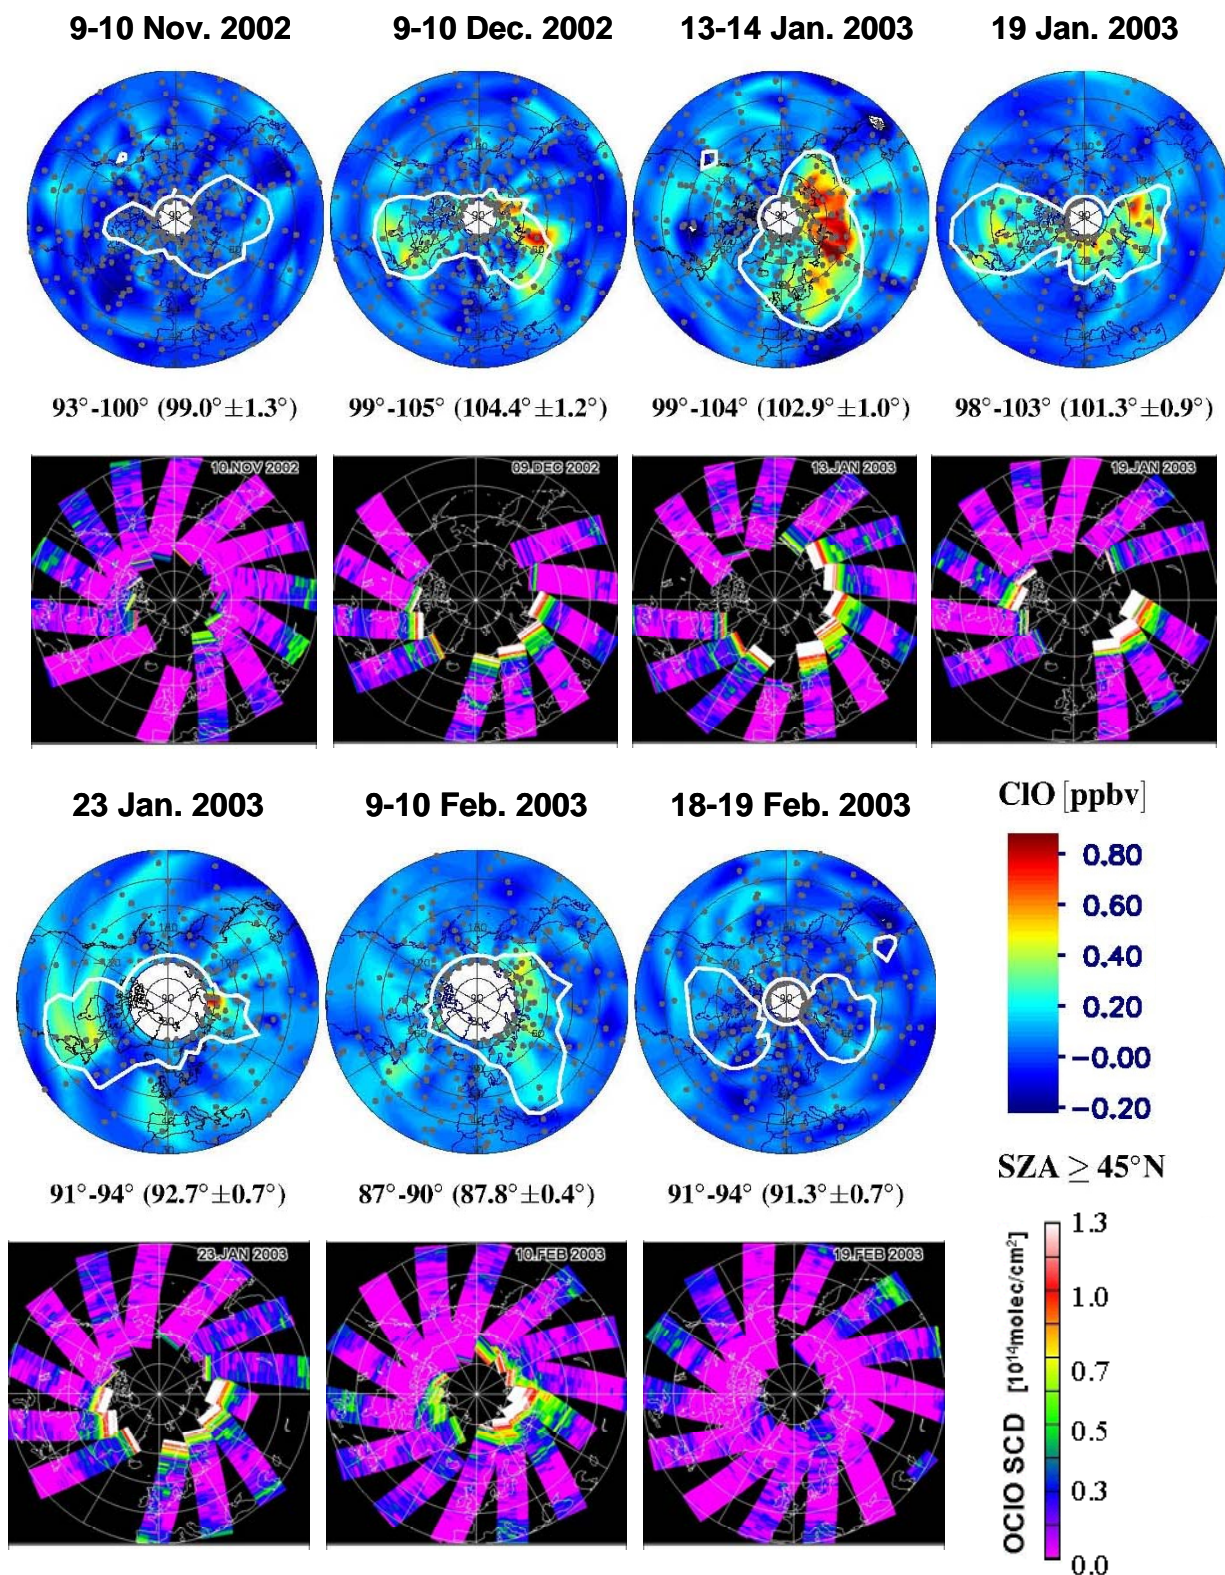 9-10 Nov. 2002
9-10 Dec. 2002
13-14 Jan. 2003
19 Jan. 2003
93°-100° (99.0°±1.3°)
99°-105° (104.4°±1.2°)
99°-104° (102.9°±1.0°)
98°-103° (101.3°±0.9°)
10.NOV 2002
09.DEC 2002
13.JAN 2003
19.JAN 2003
23 Jan. 2003
9-10 Feb. 2003
18-19 Feb. 2003
ClO [ppbv]
0.80
0.60
0.40
0.20
-0.00
-0.20
91°-94° (92.7°±0.7°)
87°-90° (87.8°±0.4°)
91°-94° (91.3°±0.7°)
SZA ≥ 45°N
23.JAN 2003
10.FEB 2003
19.FEB 2003
OClO SCD [10¹⁴molec/cm²]
1.3
1.0
0.7
0.5
0.3
0.0